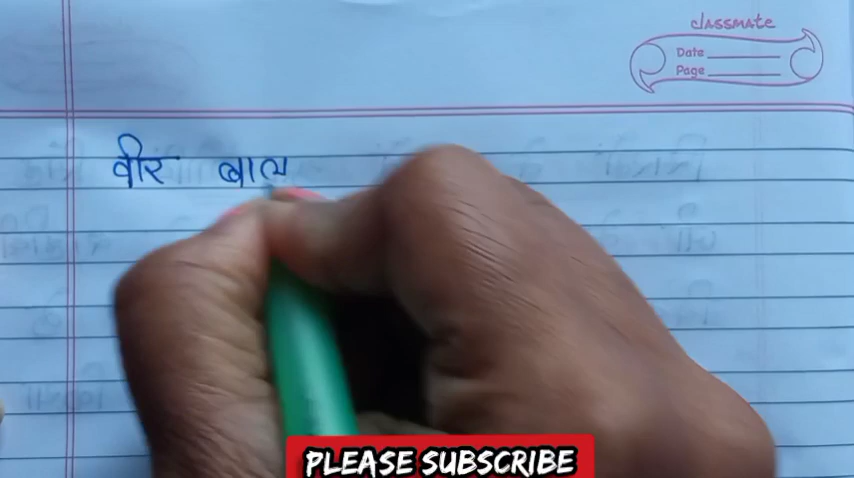 classmate
Date
Page
वीर बाल
PLEASE SUBSCRIBE